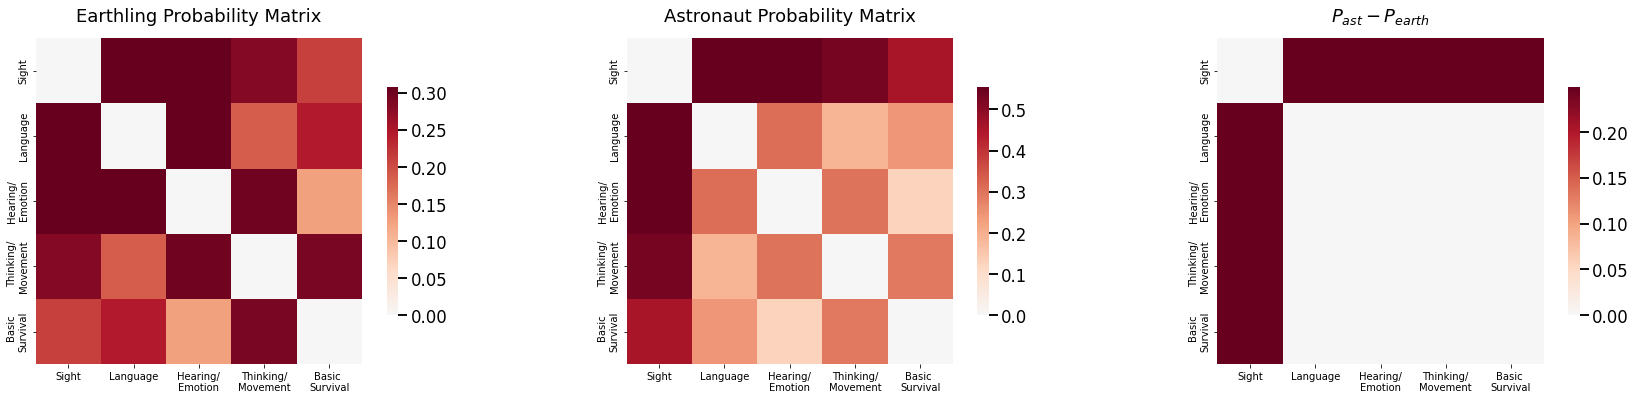 Earthling Probability Matrix
Sight
Language
Hearing/
Emotion
Thinking/
Movement
Basic
Survival
Sight
Language
Hearing/
Emotion
Thinking/
Movement
Basic
Survival
0.30
0.25
0.20
0.15
0.10
0.05
0.00
Astronaut Probability Matrix
Sight
Language
Hearing/
Emotion
Thinking/
Movement
Basic
Survival
Sight
Language
Hearing/
Emotion
Thinking/
Movement
Basic
Survival
0.5
0.4
0.3
0.2
0.1
0.0
P_ast − P_earth
Sight
Language
Hearing/
Emotion
Thinking/
Movement
Basic
Survival
Sight
Language
Hearing/
Emotion
Thinking/
Movement
Basic
Survival
0.20
0.15
0.10
0.05
0.00